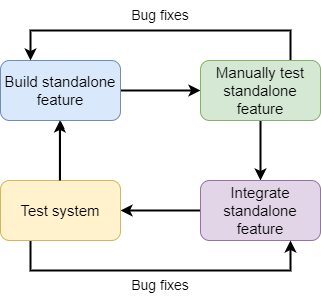 Bug fixes
Build standalone
feature
Manually test
standalone
feature
Test system
Integrate
standalone
feature
Bug fixes